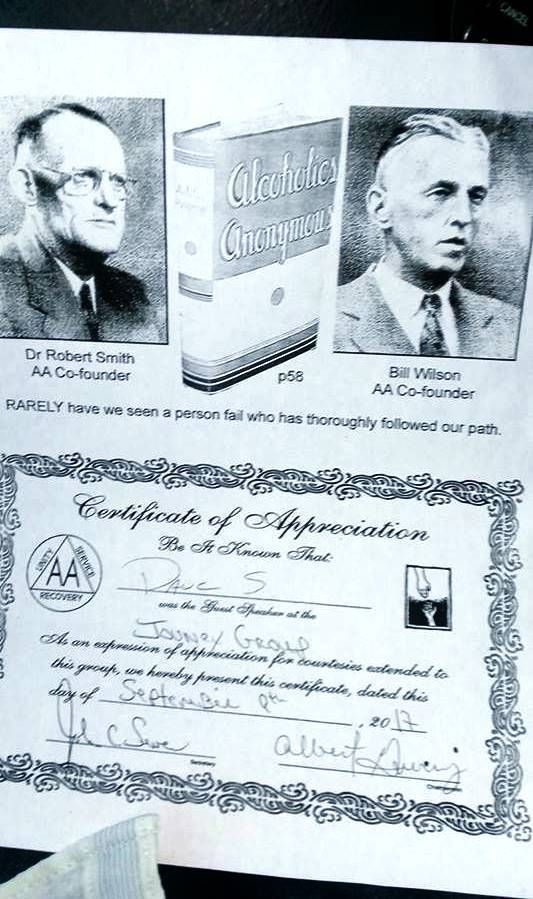 CANCEL
Alcoholics
Anonymous
Dr Robert Smith
AA Co-founder
p58
Bill Wilson
AA Co-founder
RARELY have we seen a person fail who has thoroughly followed our path.
Certificate of Appreciation
Be It Known That:
UNITY SERVICE
AA
RECOVERY
Dave S
was the Guest Speaker at the
Journey Group
As an expression of appreciation for courtesies extended to
this group, we hereby present this certificate, dated this
day of September 9th, 2017
John C
Secretary
Albert